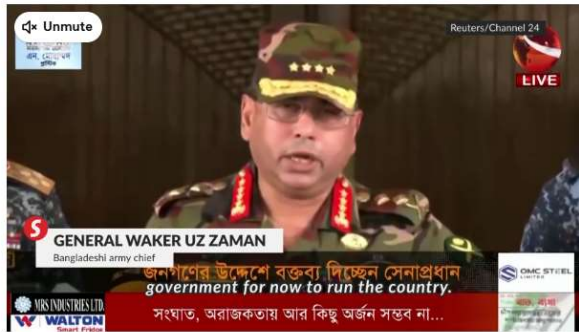 Unmute
Reuters/Channel 24
LIVE
GENERAL WAKER UZ ZAMAN
Bangladeshi army chief
জনগণের উদ্দেশে বক্তব্য দিচ্ছেন সেনাপ্রধান
government for now to run the country.
OMC STEEL
LIMITED
MRS INDUSTRIES LTD.
WALTON
Smart Fridge
সংঘাত, অরাজকতায় আর কিছু অর্জন সম্ভব না...